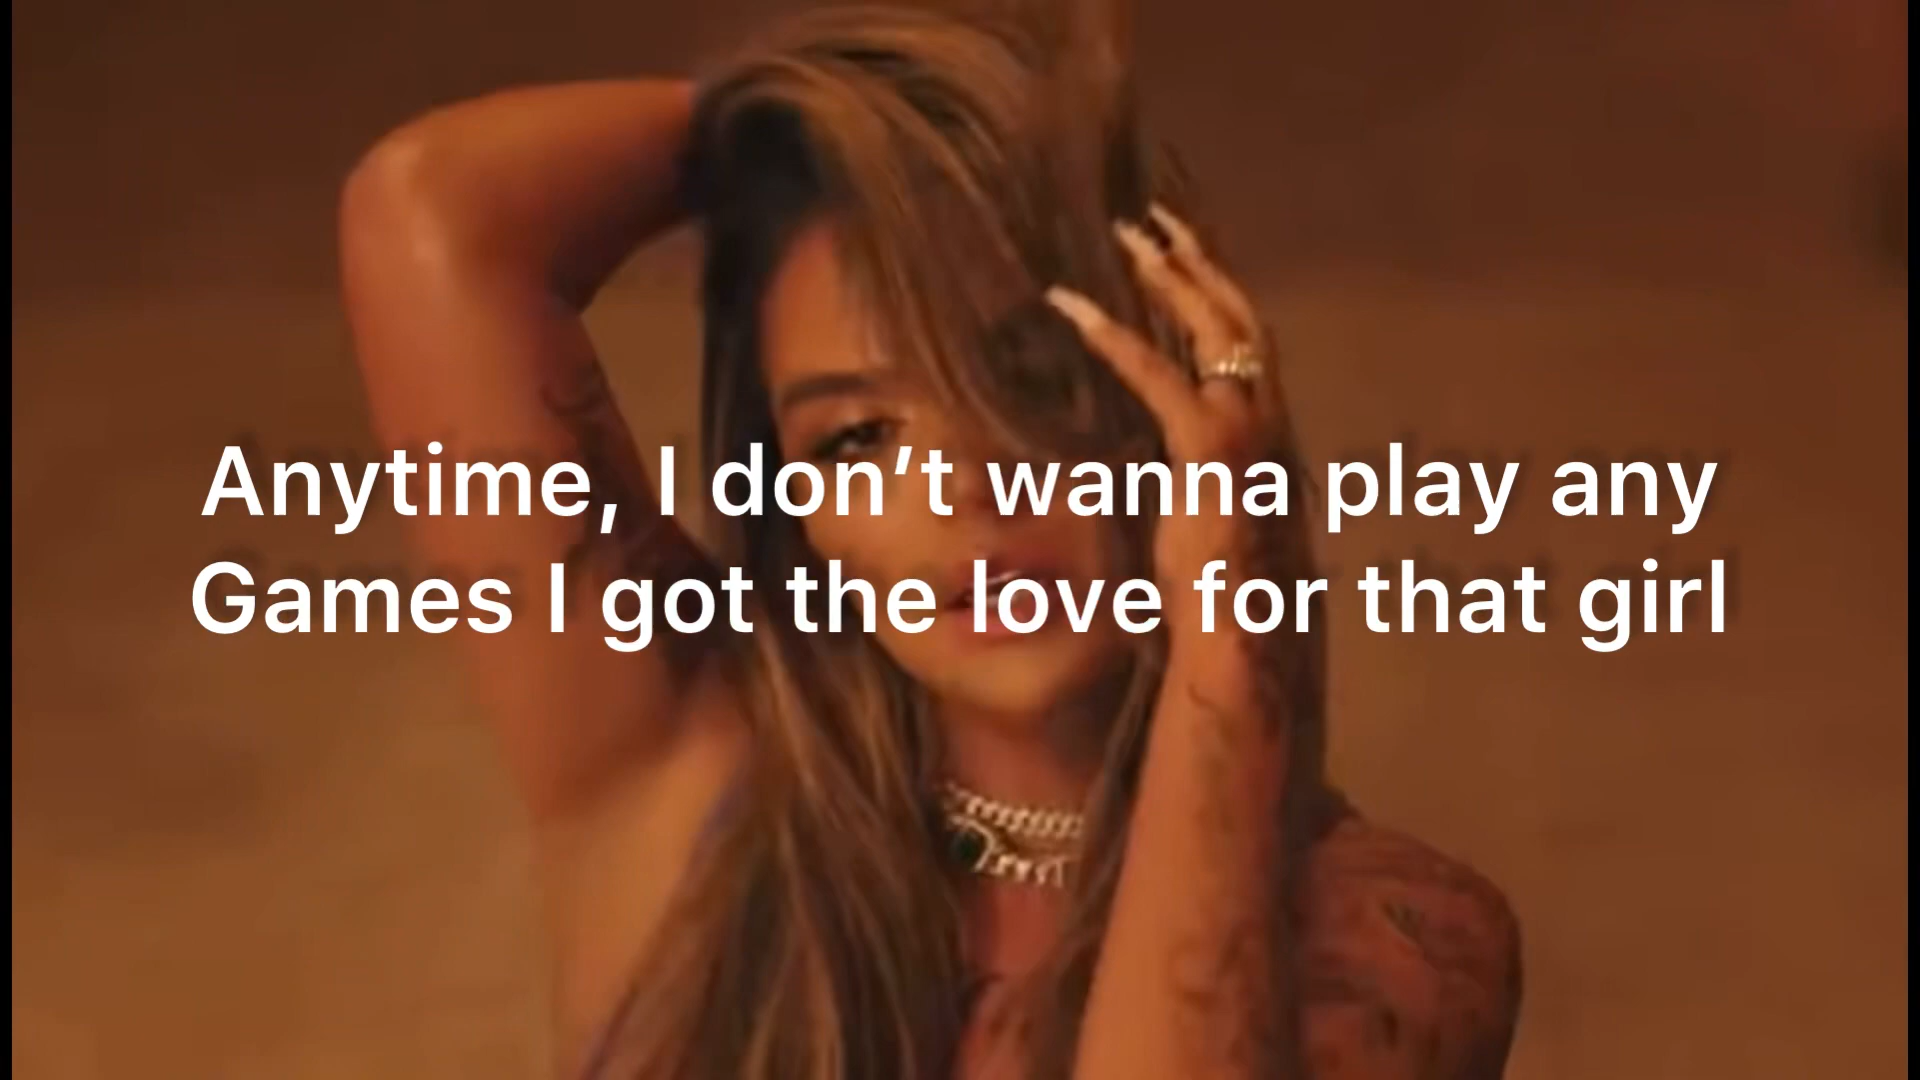 Anytime, I don’t wanna play any
Games I got the love for that girl